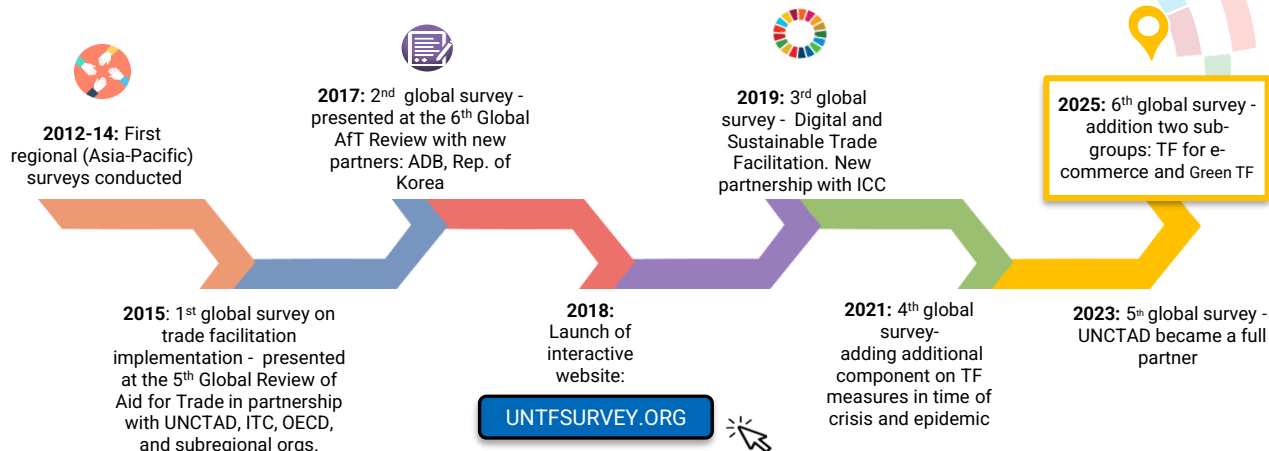 2012-14: First
regional (Asia-Pacific)
surveys conducted
2015: 1st global survey on
trade facilitation
implementation - presented
at the 5th Global Review of
Aid for Trade in partnership
with UNCTAD, ITC, OECD,
and subregional orgs.
2017: 2nd global survey -
presented at the 6th Global
AfT Review with new
partners: ADB, Rep. of
Korea
2018:
Launch of
interactive
website:
UNTFSURVEY.ORG
2019: 3rd global
survey - Digital and
Sustainable Trade
Facilitation. New
partnership with ICC
2021: 4th global
survey-
adding additional
component on TF
measures in time of
crisis and epidemic
2023: 5th global survey -
UNCTAD became a full
partner
2025: 6th global survey -
addition two sub-
groups: TF for e-
commerce and Green TF